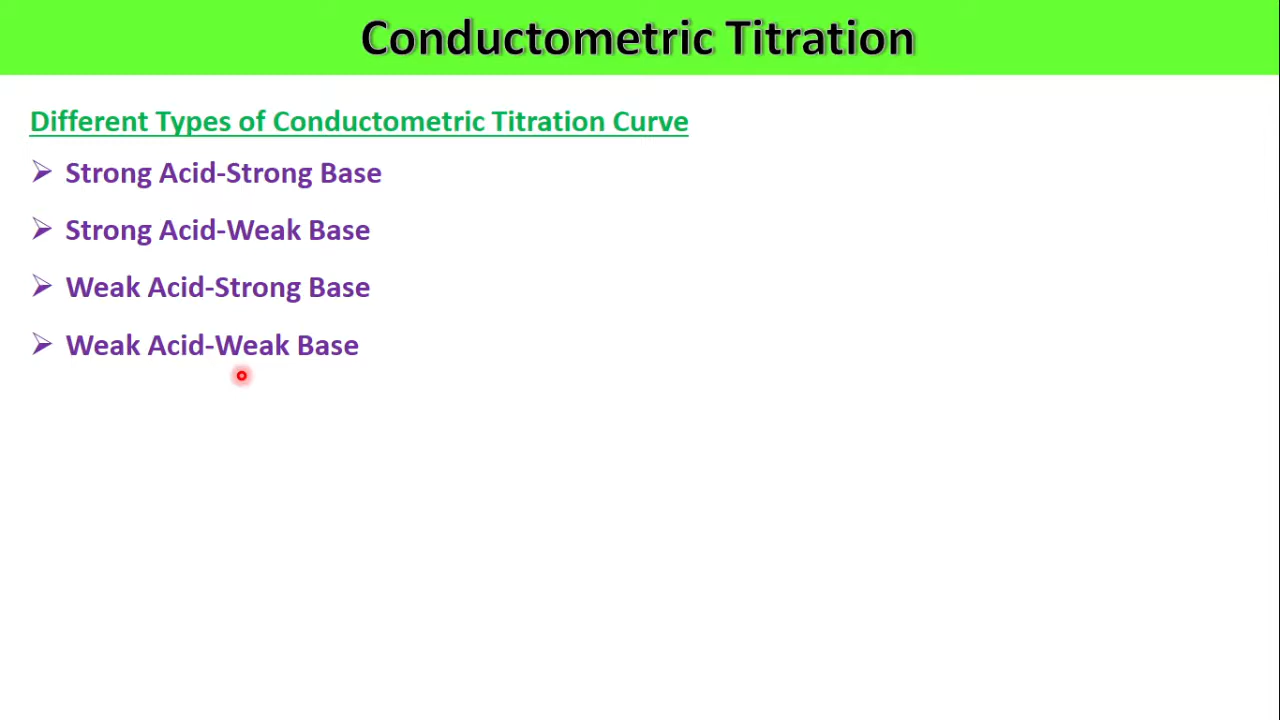 Conductometric Titration
Different Types of Conductometric Titration Curve
Strong Acid-Strong Base
Strong Acid-Weak Base
Weak Acid-Strong Base
Weak Acid-Weak Base